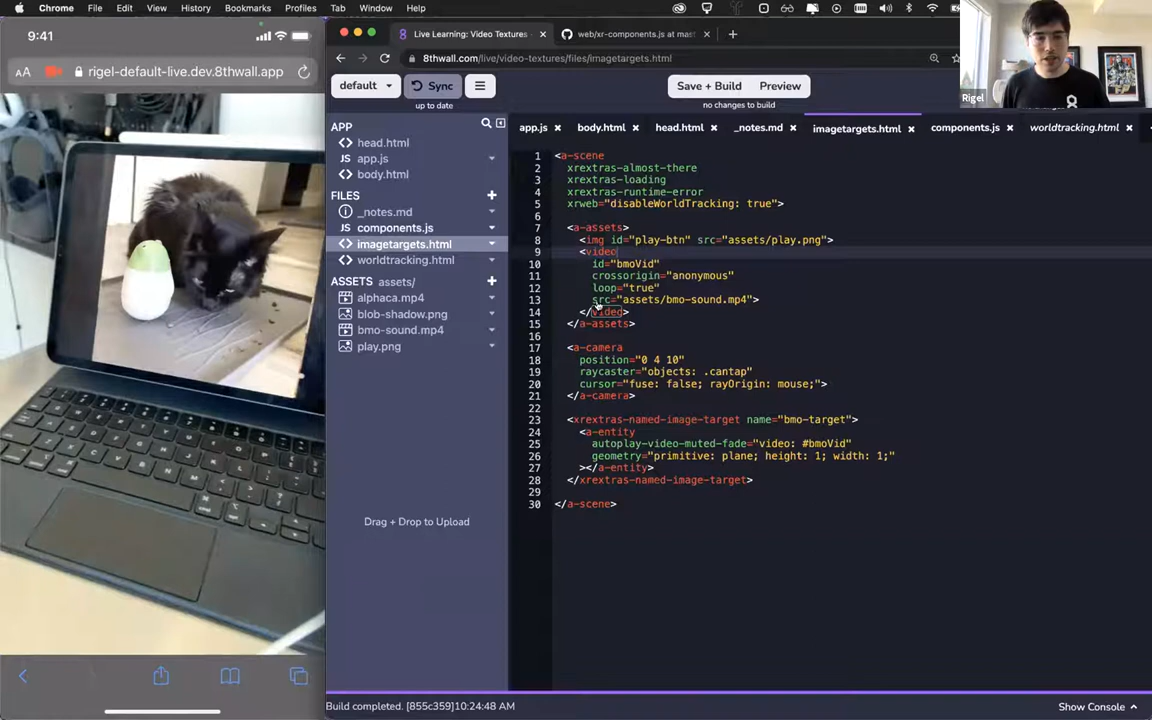 Chrome File Edit View History Bookmarks Profiles Tab Window Help
9:41
AA rigel-default-live.dev.8thwall.app
Live Learning: Video Textures -
web/xr-components.js at mas
8thwall.com/live/video-textures/files/imagetargets.html
Rigel
default
Sync
up to date
Save + Build
Preview
no changes to build
app.js
body.html
head.html
_notes.md
imagetargets.html
components.js
worldtracking.html
APP
head.html
JS app.js
body.html
FILES
_notes.md
JS components.js
imagetargets.html
worldtracking.html
ASSETS assets/
alphaca.mp4
blob-shadow.png
bmo-sound.mp4
play.png
Drag + Drop to Upload
1 <a-scene
2 xrextras-almost-there
3 xrextras-loading
4 xrextras-runtime-error
5 xrweb="disableWorldTracking: true">
6
7 <a-assets>
8 <img id="play-btn" src="assets/play.png">
9 <video
10 id="bmoVid"
11 crossorigin="anonymous"
12 loop="true"
13 src="assets/bmo-sound.mp4">
14 </video>
15 </a-assets>
16
17 <a-camera
18 position="0 4 10"
19 raycaster="objects: .cantap"
20 cursor="fuse: false; rayOrigin: mouse;">
21 </a-camera>
22
23 <xrextras-named-image-target name="bmo-target">
24 <a-entity
25 autoplay-video-muted-fade="video: #bmoVid"
26 geometry="primitive: plane; height: 1; width: 1;"
27 ></a-entity>
28 </xrextras-named-image-target>
29
30 </a-scene>
Build completed. [855c359]10:24:48 AM
Show Console